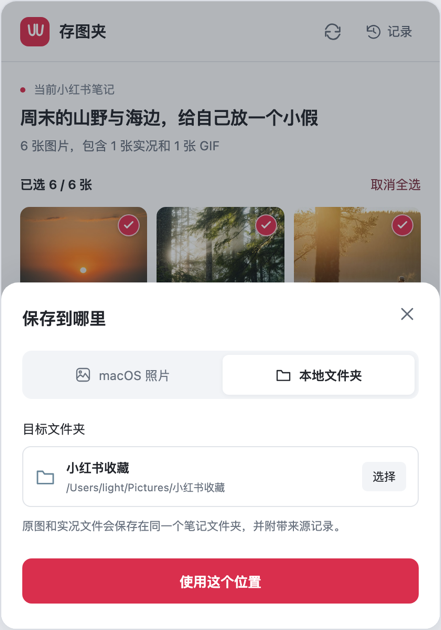 存图夹
记录
当前小红书笔记
周末的山野与海边，给自己放一个小假
6 张图片，包含 1 张实况和 1 张 GIF
已选 6 / 6 张
取消全选
保存到哪里
macOS 照片
本地文件夹
目标文件夹
小红书收藏
/Users/light/Pictures/小红书收藏
选择
原图和实况文件会保存在同一个笔记文件夹，并附带来源记录。
使用这个位置